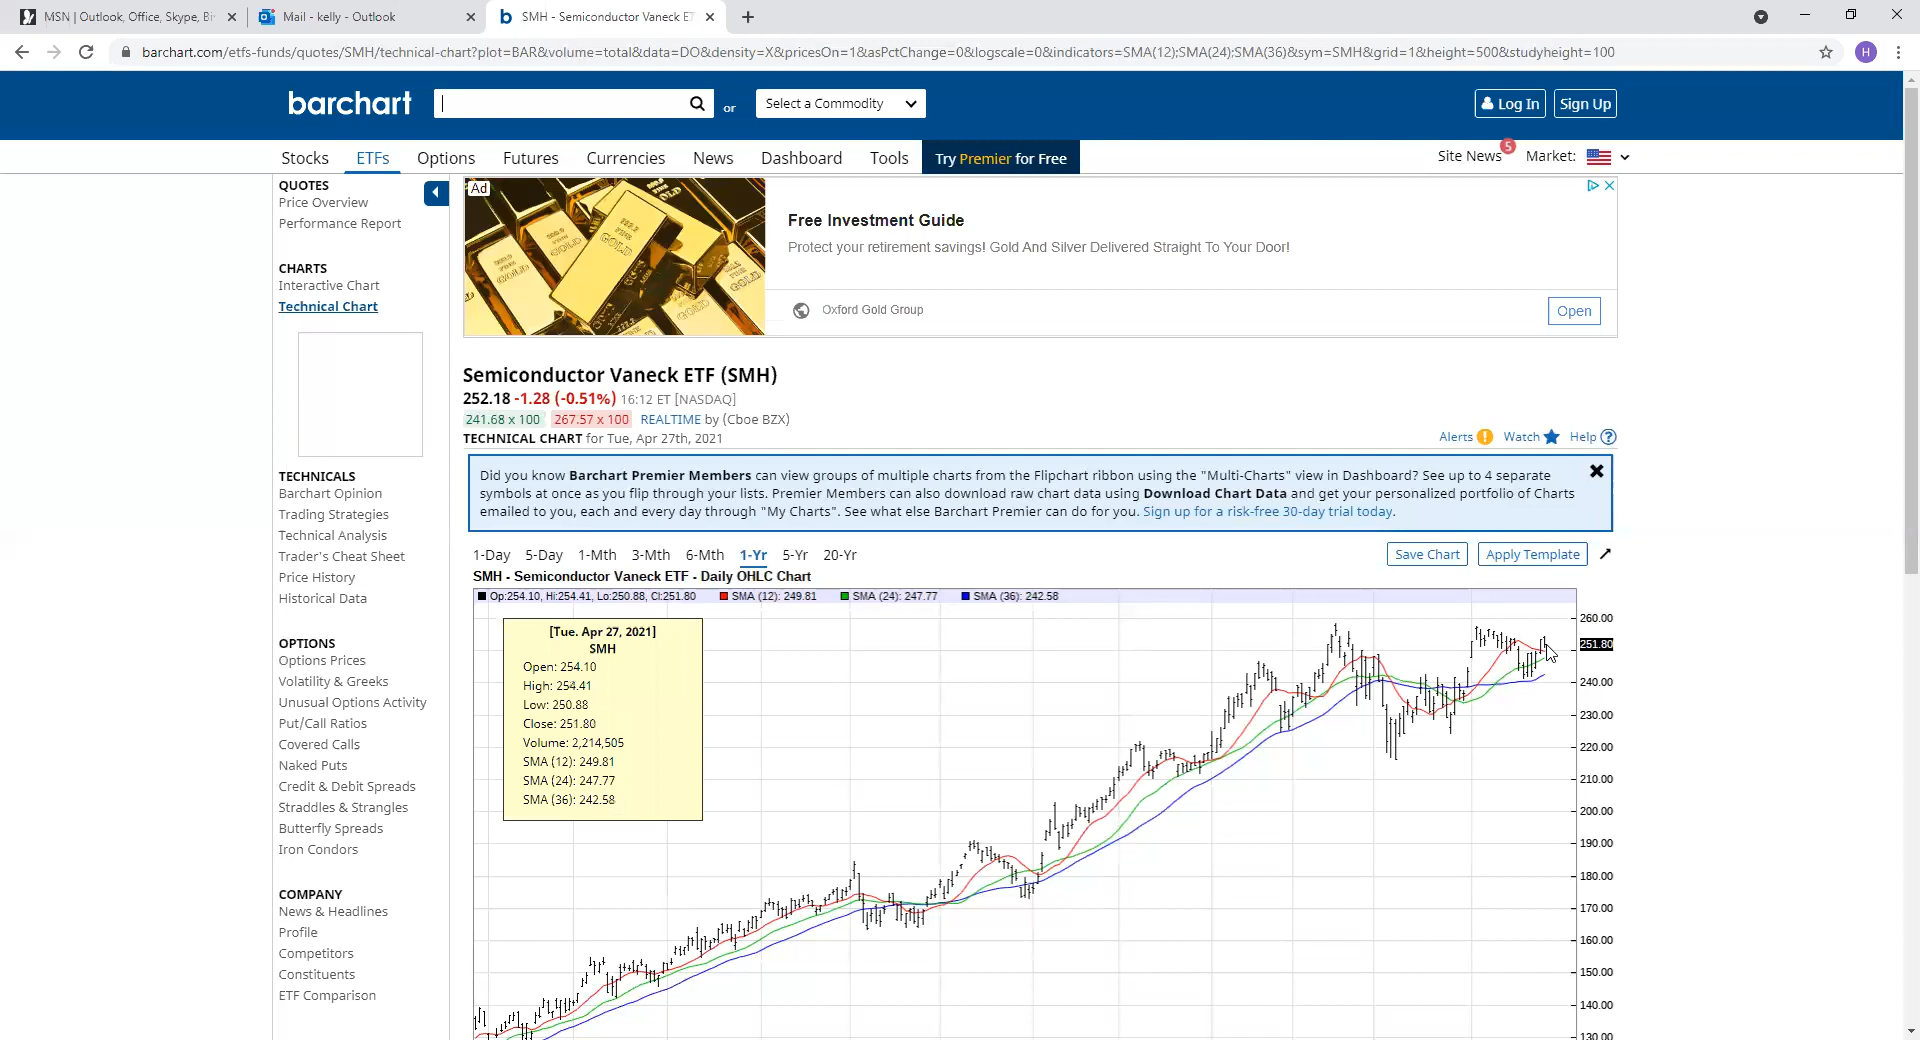 MSN | Outlook, Office, Skype, Bi
Mail - kelly - Outlook
SMH - Semiconductor Vaneck ET
barchart.com/etfs-funds/quotes/SMH/technical-chart?plot=BAR&volume=total&data=DO&density=X&pricesOn=1&asPctChange=0&logscale=0&indicators=SMA(12);SMA(24);SMA(36)&sym=SMH&grid=1&height=500&studyheight=100
H
barchart
or
Select a Commodity
Log In
Sign Up
Stocks
ETFs
Options
Futures
Currencies
News
Dashboard
Tools
Try Premier for Free
Site News
5
Market:
QUOTES
Price Overview
Performance Report
CHARTS
Interactive Chart
Technical Chart
TECHNICALS
Barchart Opinion
Trading Strategies
Technical Analysis
Trader's Cheat Sheet
Price History
Historical Data
OPTIONS
Options Prices
Volatility & Greeks
Unusual Options Activity
Put/Call Ratios
Covered Calls
Naked Puts
Credit & Debit Spreads
Straddles & Strangles
Butterfly Spreads
Iron Condors
COMPANY
News & Headlines
Profile
Competitors
Constituents
ETF Comparison
Ad
Free Investment Guide
Protect your retirement savings! Gold And Silver Delivered Straight To Your Door!
Oxford Gold Group
Open
Semiconductor Vaneck ETF (SMH)
252.18 -1.28 (-0.51%) 16:12 ET [NASDAQ]
241.68 x 100 267.57 x 100 REALTIME by (Cboe BZX)
TECHNICAL CHART for Tue, Apr 27th, 2021
Alerts
Watch
Help
Did you know Barchart Premier Members can view groups of multiple charts from the Flipchart ribbon using the "Multi-Charts" view in Dashboard? See up to 4 separate
symbols at once as you flip through your lists. Premier Members can also download raw chart data using Download Chart Data and get your personalized portfolio of Charts
emailed to you, each and every day through "My Charts". See what else Barchart Premier can do for you. Sign up for a risk-free 30-day trial today.
1-Day 5-Day 1-Mth 3-Mth 6-Mth 1-Yr 5-Yr 20-Yr
Save Chart
Apply Template
SMH - Semiconductor Vaneck ETF - Daily OHLC Chart
Op:254.10, Hi:254.41, Lo:250.88, Cl:251.80 SMA (12): 249.81 SMA (24): 247.77 SMA (36): 242.58
[Tue. Apr 27, 2021]
SMH
Open: 254.10
High: 254.41
Low: 250.88
Close: 251.80
Volume: 2,214,505
SMA (12): 249.81
SMA (24): 247.77
SMA (36): 242.58
260.00
251.80
240.00
230.00
220.00
210.00
200.00
190.00
180.00
170.00
160.00
150.00
140.00
130.00